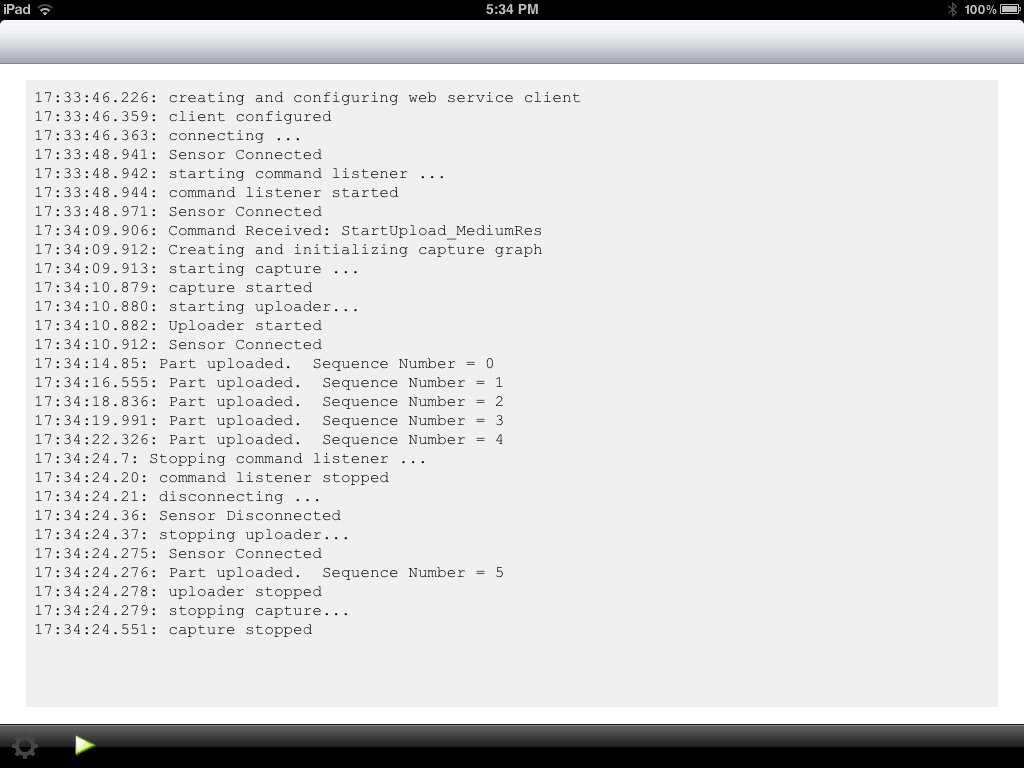 iPad 5:34 PM 100%
17:33:46.226: creating and configuring web service client
17:33:46.359: client configured
17:33:46.363: connecting ...
17:33:48.941: Sensor Connected
17:33:48.942: starting command listener ...
17:33:48.944: command listener started
17:33:48.971: Sensor Connected
17:34:09.906: Command Received: StartUpload_MediumRes
17:34:09.912: Creating and initializing capture graph
17:34:09.913: starting capture ...
17:34:10.879: capture started
17:34:10.880: starting uploader...
17:34:10.882: Uploader started
17:34:10.912: Sensor Connected
17:34:14.85: Part uploaded.  Sequence Number = 0
17:34:16.555: Part uploaded.  Sequence Number = 1
17:34:18.836: Part uploaded.  Sequence Number = 2
17:34:19.991: Part uploaded.  Sequence Number = 3
17:34:22.326: Part uploaded.  Sequence Number = 4
17:34:24.7: Stopping command listener ...
17:34:24.20: command listener stopped
17:34:24.21: disconnecting ...
17:34:24.36: Sensor Disconnected
17:34:24.37: stopping uploader...
17:34:24.275: Sensor Connected
17:34:24.276: Part uploaded.  Sequence Number = 5
17:34:24.278: uploader stopped
17:34:24.279: stopping capture...
17:34:24.551: capture stopped